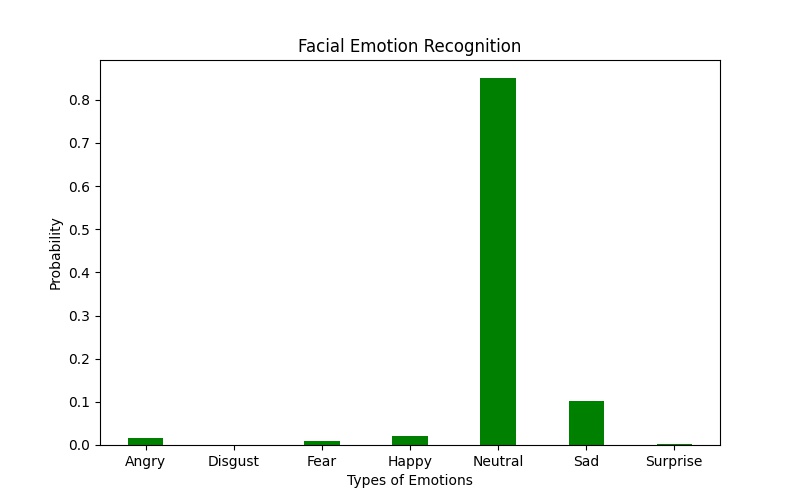 Facial Emotion Recognition
Probability
0.8
0.7
0.6
0.5
0.4
0.3
0.2
0.1
0.0
Angry Disgust Fear Happy Neutral Sad Surprise
Types of Emotions